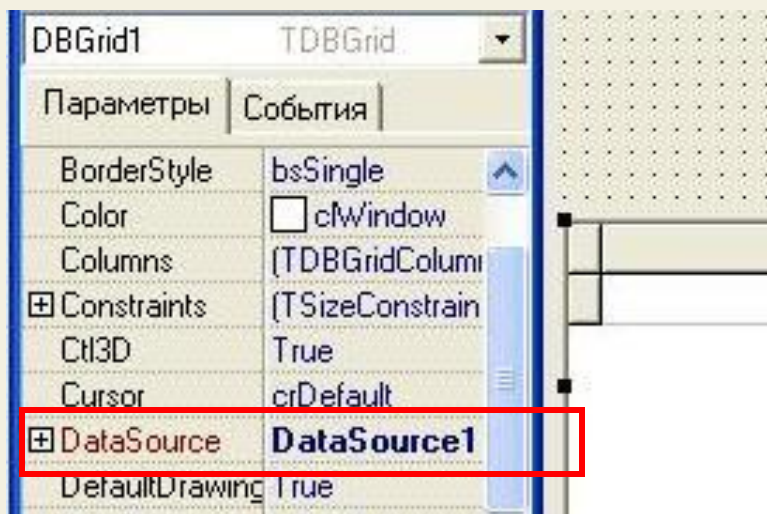 DBGrid1 TDBGrid
Параметры События
BorderStyle bsSingle
Color clWindow
Columns (TDBGridColum
Constraints (TSizeConstrain
Ctl3D True
Cursor crDefault
DataSource DataSource1
DefaultDrawing True